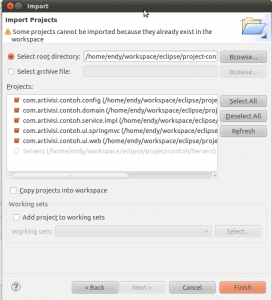 Import
Import Projects
Some projects cannot be imported because they already exist in the
workspace
Select root directory: /home/endy/workspace/eclipse/project-con Browse...
Select archive file: Browse...
Projects:
com.artivisi.contoh.config (/home/endy/workspace/eclipse/proje
com.artivisi.contoh.domain (/home/endy/workspace/eclipse/pro
com.artivisi.contoh.service.impl (/home/endy/workspace/eclipse
com.artivisi.contoh.ui.springmvc (/home/endy/workspace/eclips
com.artivisi.contoh.ui.web (/home/endy/workspace/eclipse/proj
Servers (/home/endy/workspace/eclipse/project-contoh/Servers)
Select All
Deselect All
Refresh
Copy projects into workspace
Working sets
Add project to working sets
Working sets: Select...
? < Back Next > Cancel Finish